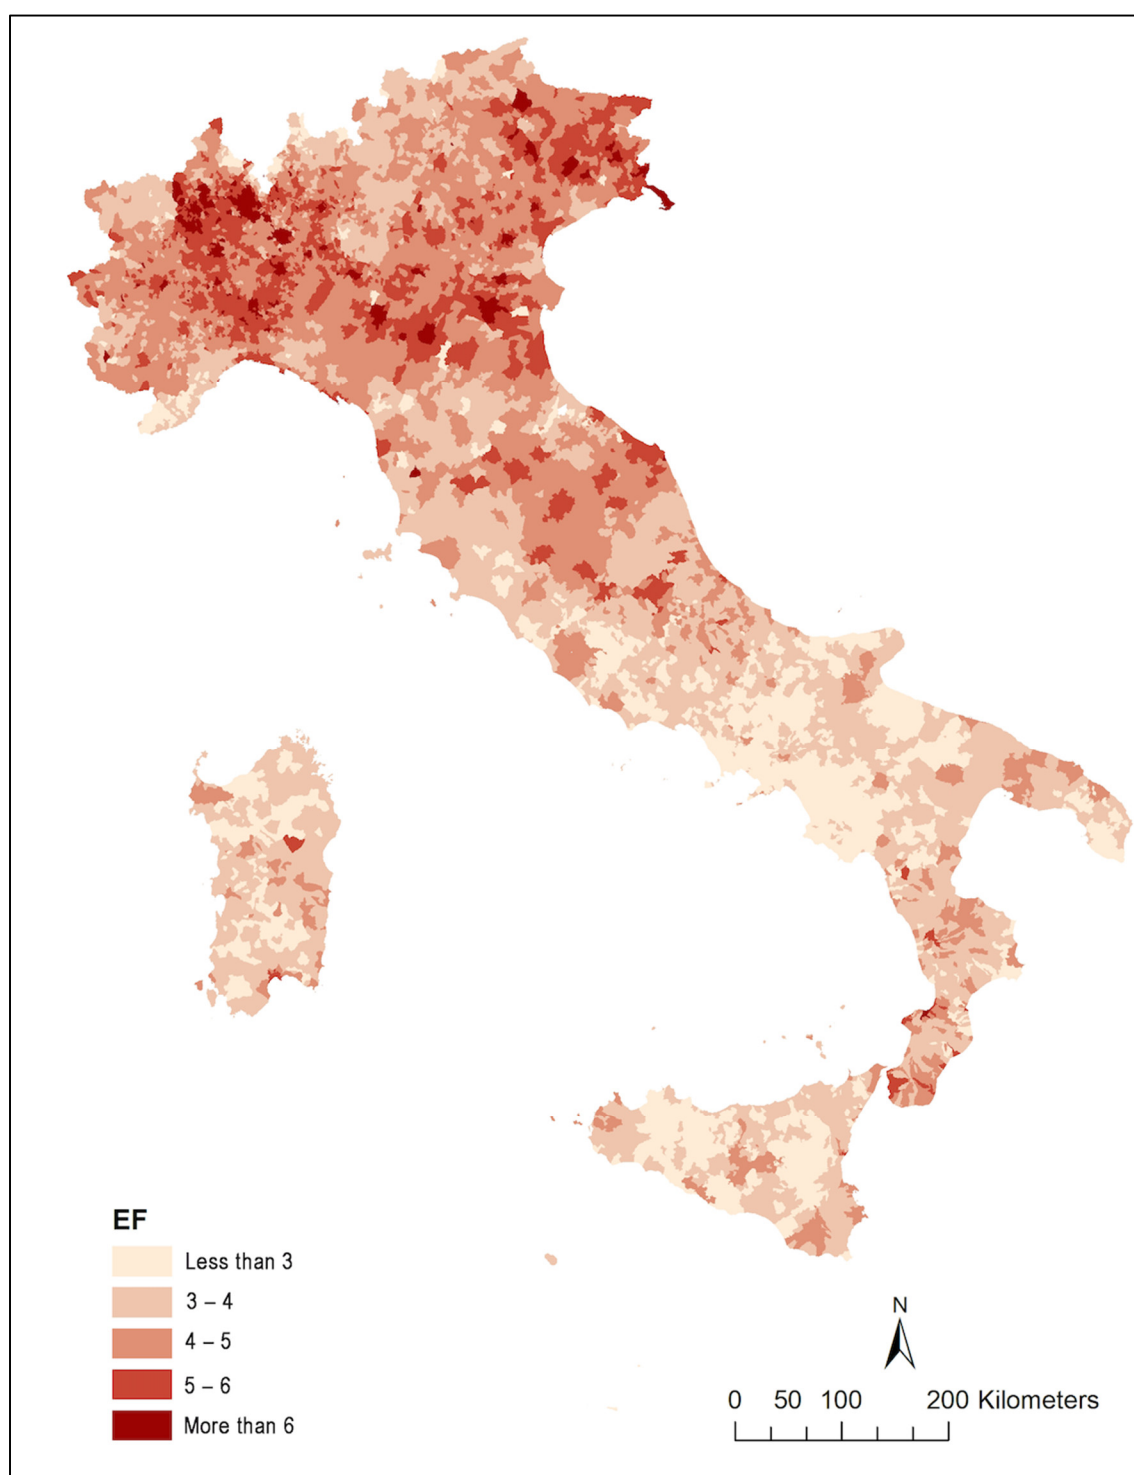 EF
Less than 3
3 – 4
4 – 5
5 – 6
More than 6
N
0 50 100 200 Kilometers